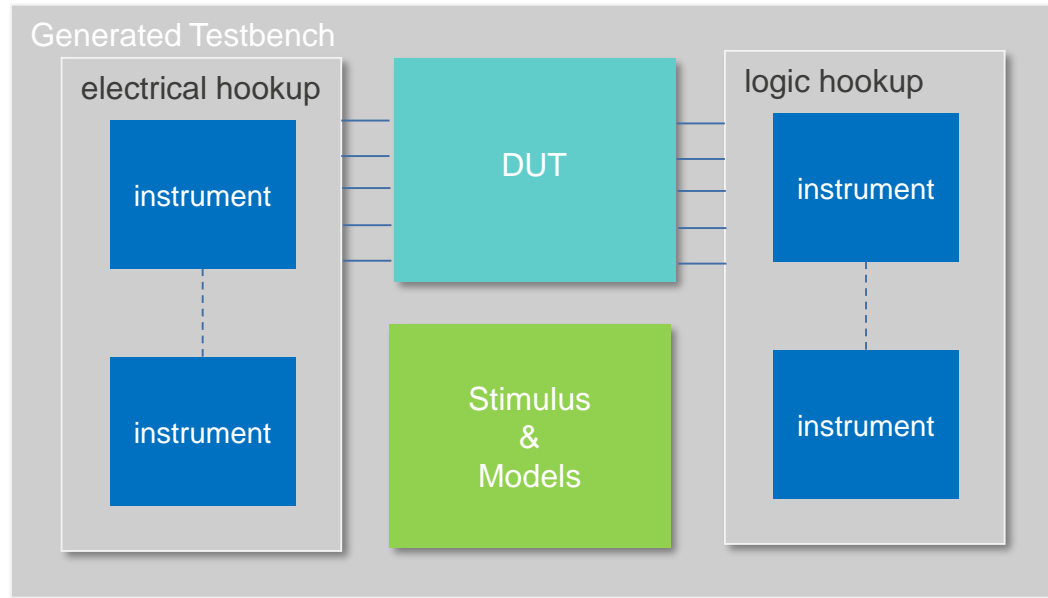 Generated Testbench
electrical hookup
instrument
instrument
DUT
Stimulus
&
Models
logic hookup
instrument
instrument